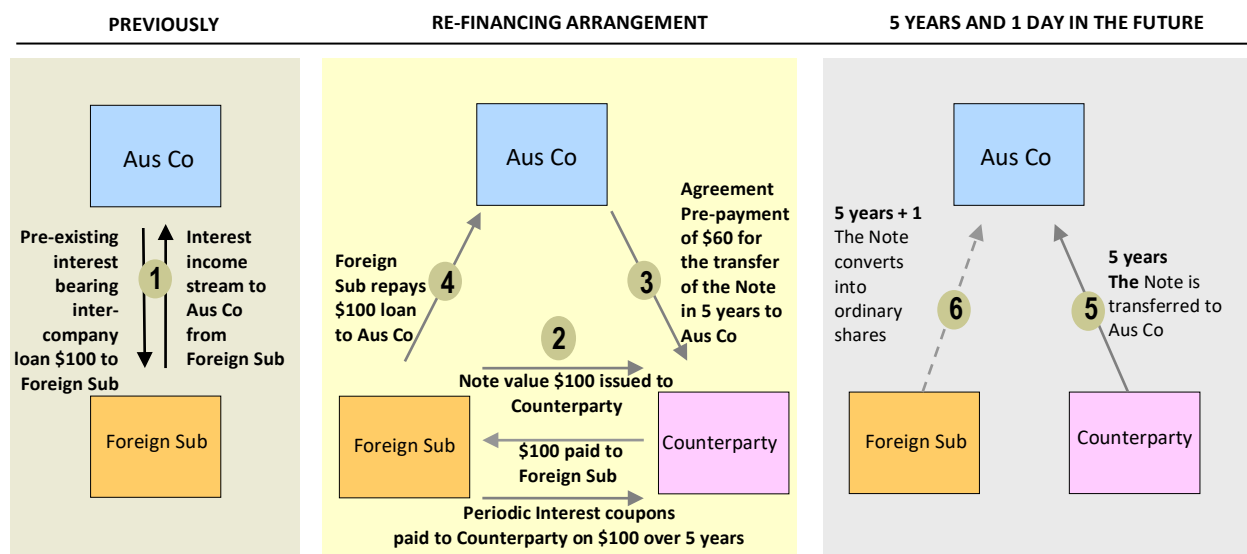 PREVIOUSLY
RE-FINANCING ARRANGEMENT
5 YEARS AND 1 DAY IN THE FUTURE
Aus Co
Pre-existing
interest
bearing
inter-
company
loan $100 to
Foreign Sub
1
Interest
income
stream to
Aus Co
from
Foreign Sub
Foreign Sub
Aus Co
Foreign
Sub repays
$100 loan
to Aus Co
4
3
Agreement
Pre-payment
of $60 for
the transfer
of the Note
in 5 years to
Aus Co
2
Note value $100 issued to
Counterparty
Foreign Sub
Counterparty
$100 paid to
Foreign Sub
Periodic Interest coupons
paid to Counterparty on $100 over 5 years
Aus Co
5 years + 1
The Note
converts
into
ordinary
shares
6
5
5 years
The Note is
transferred to
Aus Co
Foreign Sub
Counterparty